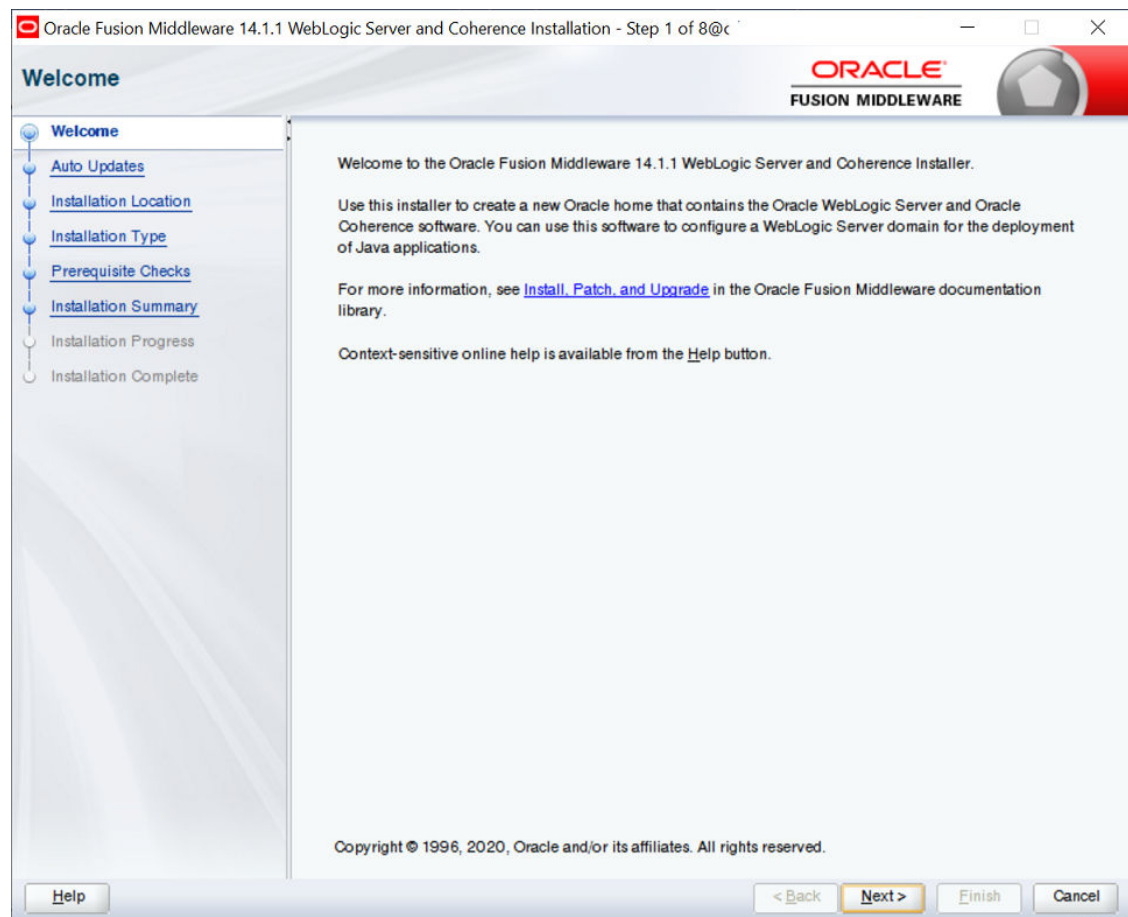 Oracle Fusion Middleware 14.1.1 WebLogic Server and Coherence Installation - Step 1 of 8@c
Welcome
ORACLE
FUSION MIDDLEWARE
Welcome
Auto Updates
Installation Location
Installation Type
Prerequisite Checks
Installation Summary
Installation Progress
Installation Complete
Welcome to the Oracle Fusion Middleware 14.1.1 WebLogic Server and Coherence Installer.
Use this installer to create a new Oracle home that contains the Oracle WebLogic Server and Oracle
Coherence software. You can use this software to configure a WebLogic Server domain for the deployment
of Java applications.
For more information, see Install, Patch, and Upgrade in the Oracle Fusion Middleware documentation
library.
Context-sensitive online help is available from the Help button.
Copyright © 1996, 2020, Oracle and/or its affiliates. All rights reserved.
Help
< Back
Next >
Finish
Cancel